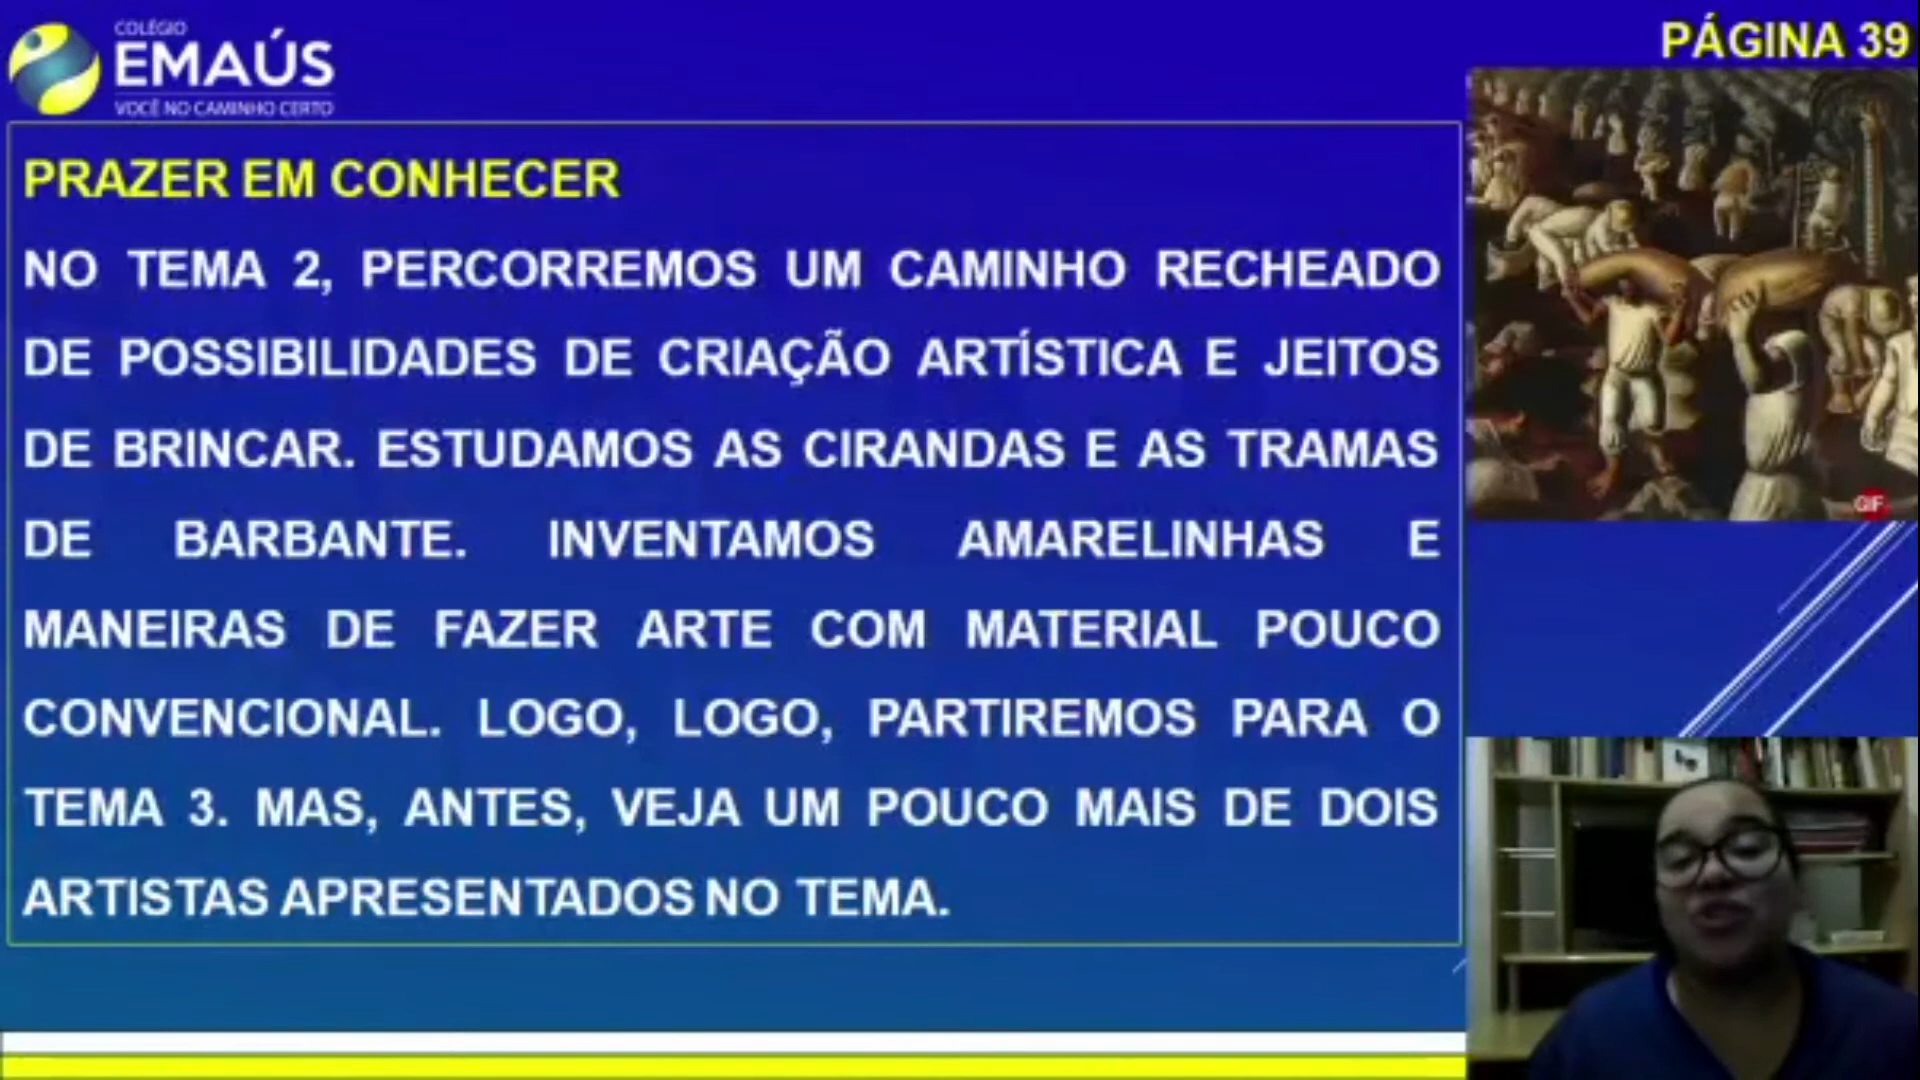 COLÉGIO
EMAÚS
VOCÊ NO CAMINHO CERTO
PÁGINA 39
PRAZER EM CONHECER
NO TEMA 2, PERCORREMOS UM CAMINHO RECHEADO
DE POSSIBILIDADES DE CRIAÇÃO ARTÍSTICA E JEITOS
DE BRINCAR. ESTUDAMOS AS CIRANDAS E AS TRAMAS
DE BARBANTE. INVENTAMOS AMARELINHAS E
MANEIRAS DE FAZER ARTE COM MATERIAL POUCO
CONVENCIONAL. LOGO, LOGO, PARTIREMOS PARA O
TEMA 3. MAS, ANTES, VEJA UM POUCO MAIS DE DOIS
ARTISTAS APRESENTADOS NO TEMA.
GIF